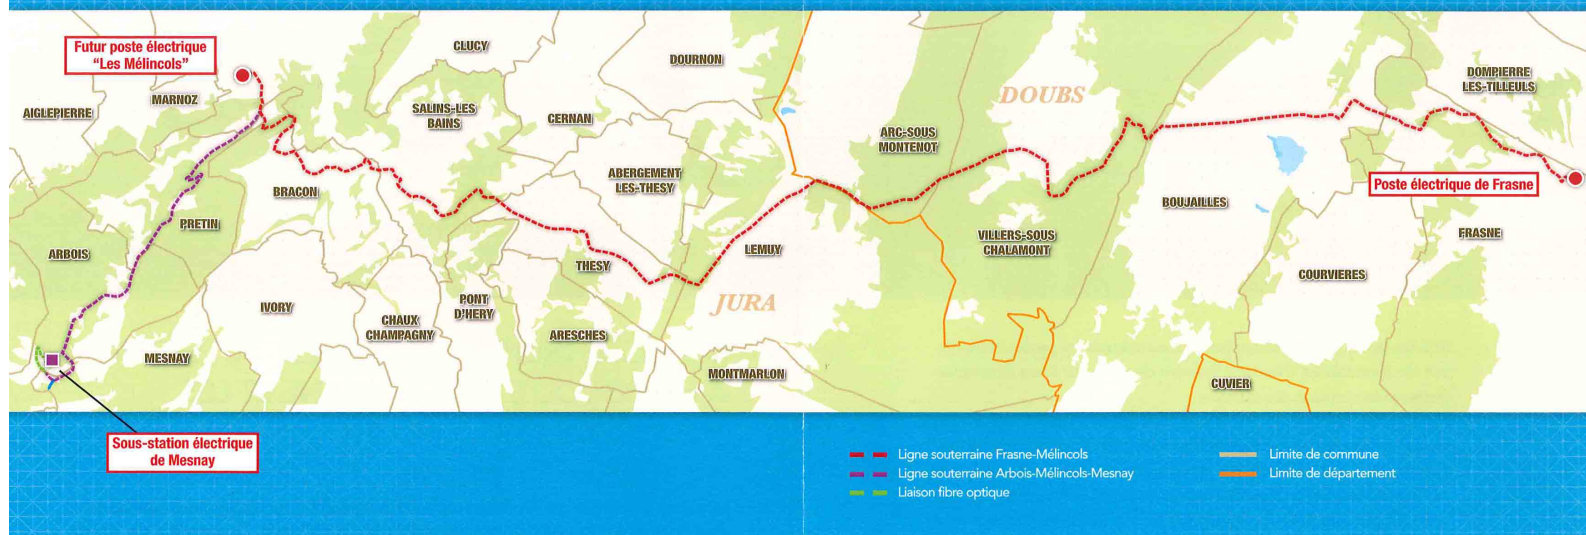 Futur poste électrique
“Les Mélincols”
CLUCY
DOURNON
DOMPIERRE
LES-TILLEULS
MARNOZ
AIGLEPIERRE
SALINS-LES
BAINS
CERNAN
DOUBS
ARC-SOUS
MONTENOT
ABERGEMENT
LES-THESY
BRACON
Poste électrique de Frasne
BOUJAILLES
PRETIN
VILLERS-SOUS
CHALAMONT
FRASNE
ARBOIS
LEMUY
THESY
COURVIERES
JURA
IVORY
PONT
D'HERY
CHAUX
CHAMPAGNY
ARESCHES
MESNAY
MONTMARLON
CUVIER
Sous-station électrique
de Mesnay
Ligne souterraine Frasne-Mélincols
Ligne souterraine Arbois-Mélincols-Mesnay
Liaison fibre optique
Limite de commune
Limite de département